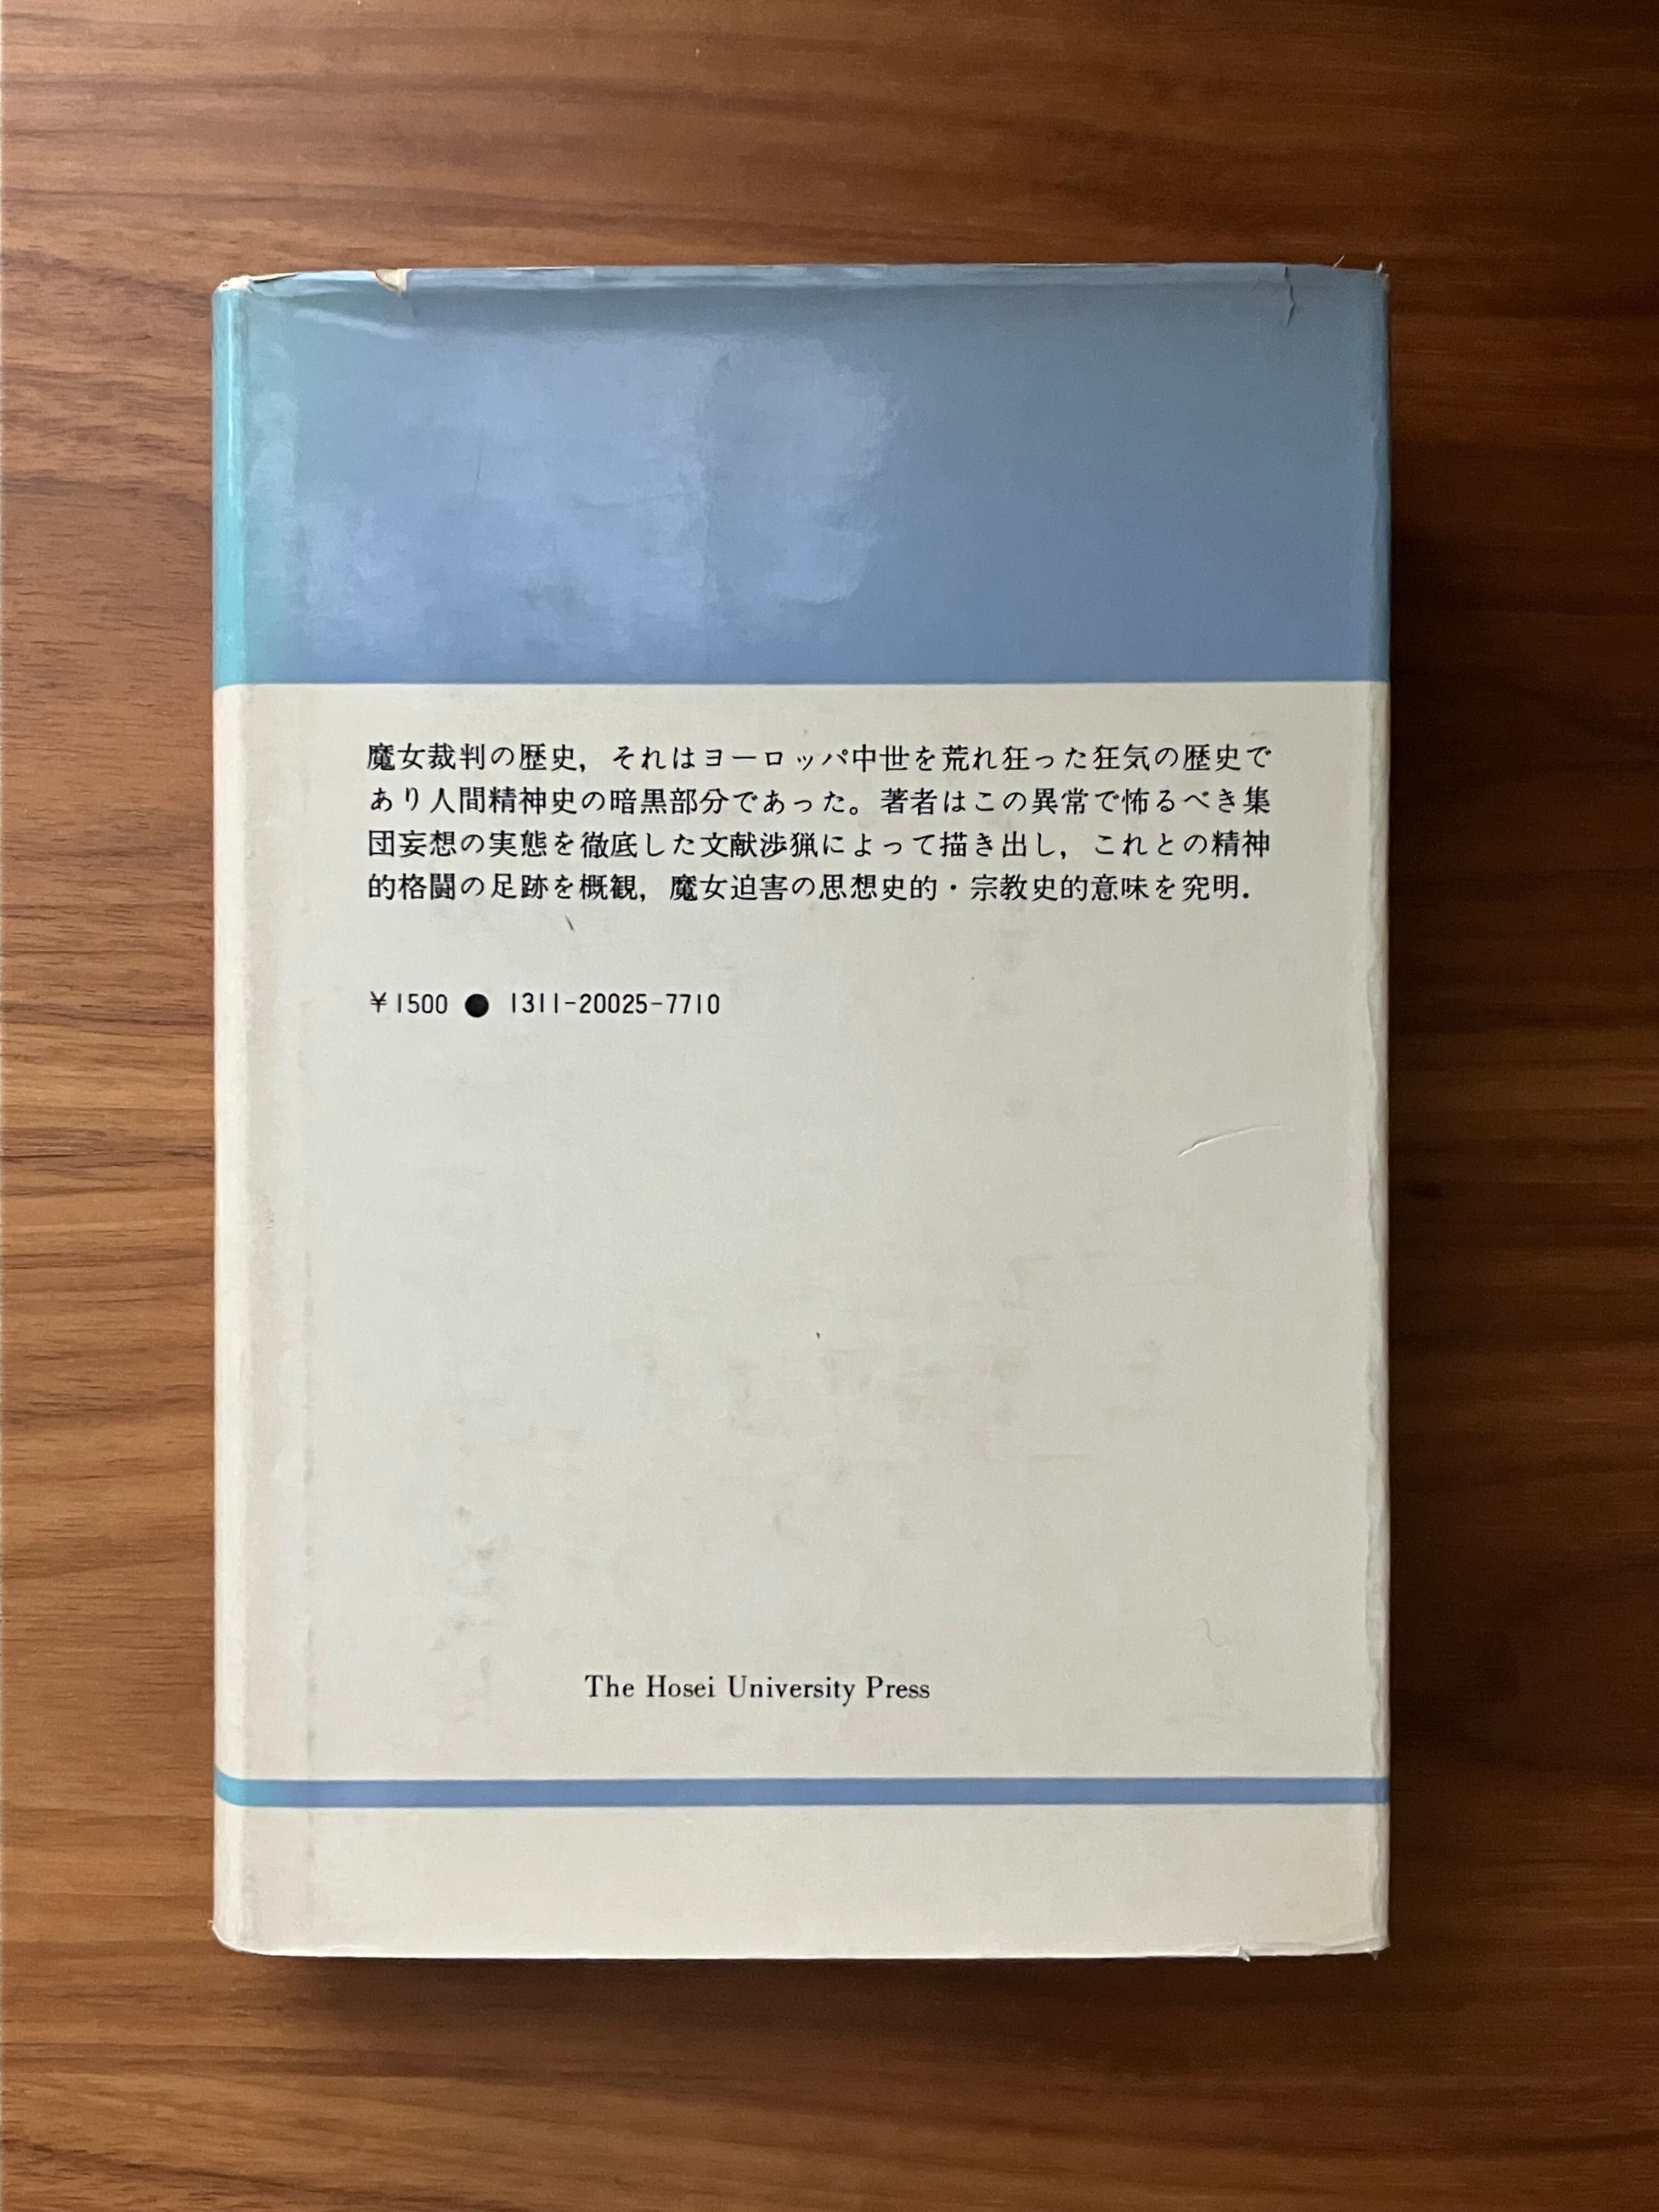 魔女裁判の歴史，それはヨーロッパ中世を荒れ狂った狂気の歴史で
あり人間精神史の暗黒部分であった。著者はこの異常で怖るべき集
団妄想の実態を徹底した文献渉猟によって描き出し，これとの精神
的格闘の足跡を概観，魔女迫害の思想史的・宗教史的意味を究明．
￥1500 ● 1311-20025-7710
The Hosei University Press